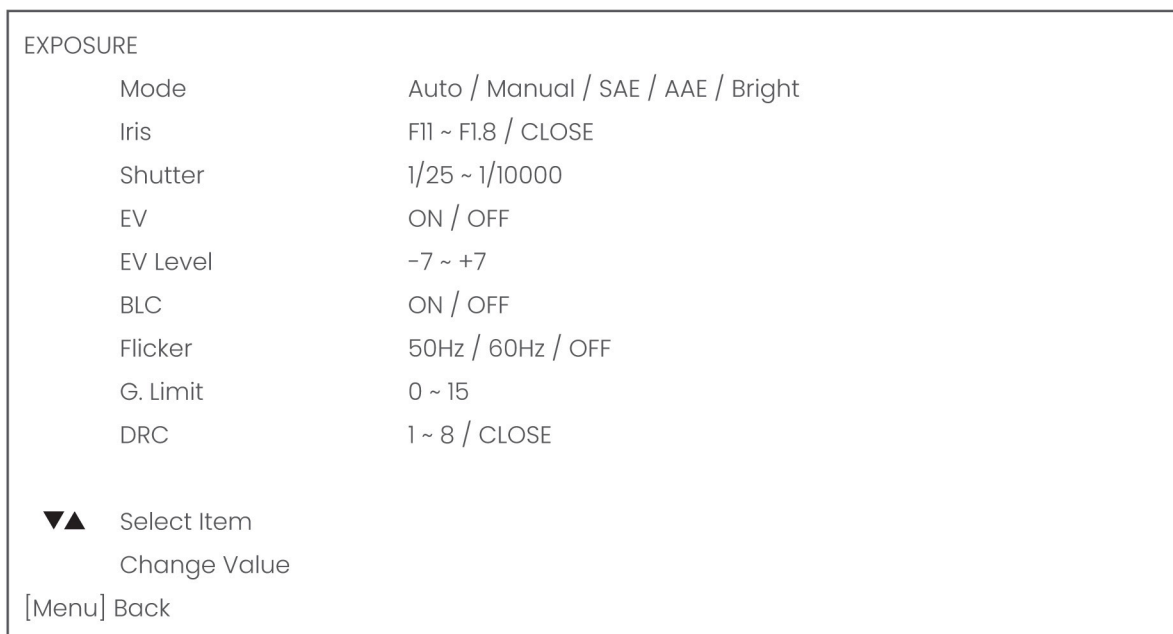 EXPOSURE
Mode Auto / Manual / SAE / AAE / Bright
Iris F11 ~ F1.8 / CLOSE
Shutter 1/25 ~ 1/10000
EV ON / OFF
EV Level -7 ~ +7
BLC ON / OFF
Flicker 50Hz / 60Hz / OFF
G. Limit 0 ~ 15
DRC 1 ~ 8 / CLOSE
▼▲ Select Item
Change Value
[Menu] Back